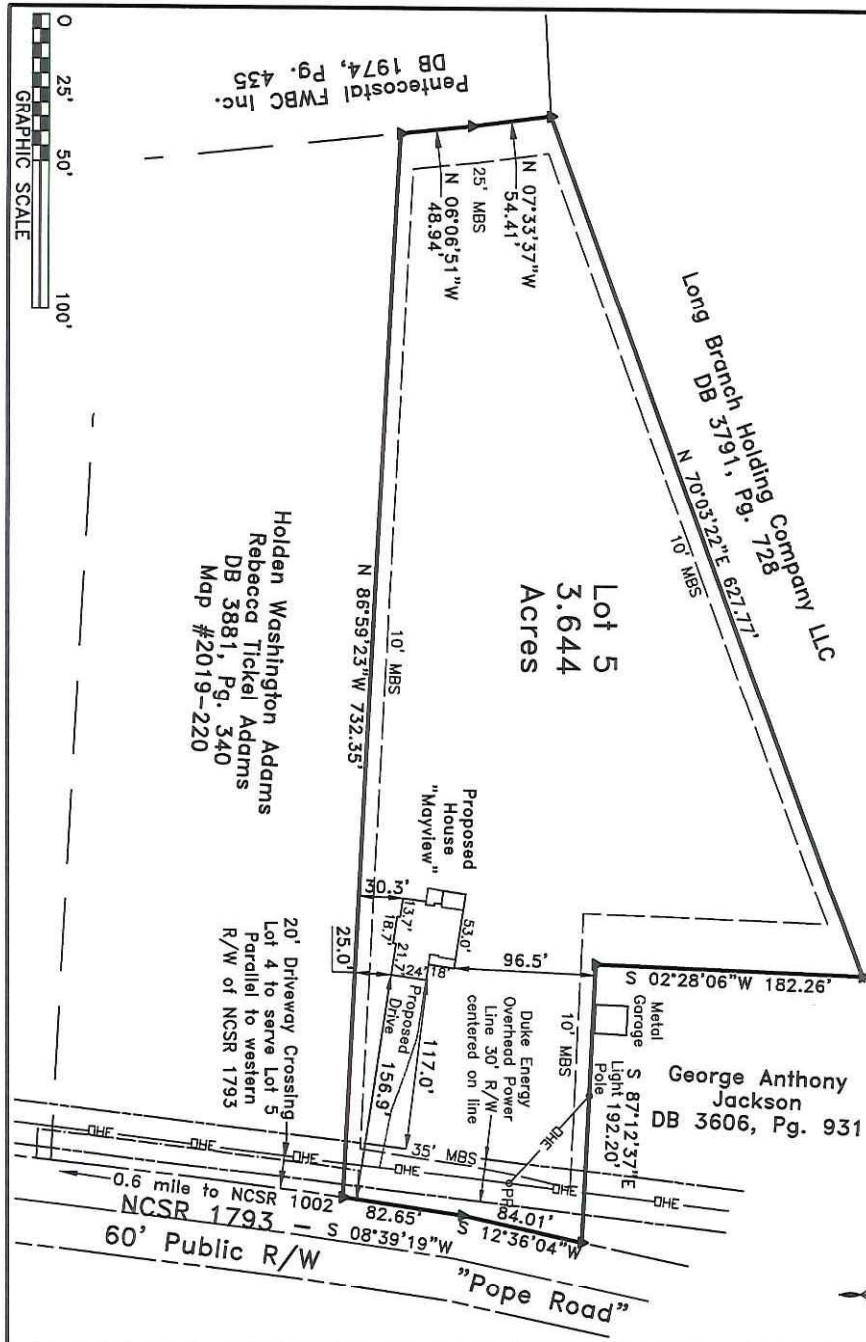 Pentecostal FWBC Inc.
DB 1974, Pg. 435
0
25'
50'
100'
GRAPHIC SCALE
N 07°33'37"W
54.41'
25' MBS
N 06°06'51"W
48.94'
Long Branch Holding Company LLC
DB 3791, Pg. 728
N 70°03'22"E 627.77'
10' MBS
Lot 5
3.644
Acres
N 86°59'23"W 732.35'
10' MBS
Holden Washington Adams
Rebecca Tickel Adams
DB 3881, Pg. 340
Map #2019-220
Proposed
House
"Mayview"
30.3'
13.7'
18.7'
21.7'
24'
18'
53.0'
25.0'
96.5'
Proposed
Drive
117.0'
156.9'
S 02°28'06"W 182.26'
10' MBS
Metal
Garage
George Anthony
Jackson
DB 3606, Pg. 931
S 87°12'37"E
192.20'
Light
Pole
Duke Energy
Overhead Power
Line 30' R/W
centered on line
20' Driveway Crossing
Lot 4 to serve Lot 5
Parallel to western
R/W of NCSR 1793
35' MBS
OHE
OHE
OHE
OHE
OHE
OHE
OHE
PP
0.6 mile to NCSR 1002
82.65'
84.01'
NCSR 1793 – S 08°39'19"W
S 12°36'04"W
60' Public R/W
"Pope Road"